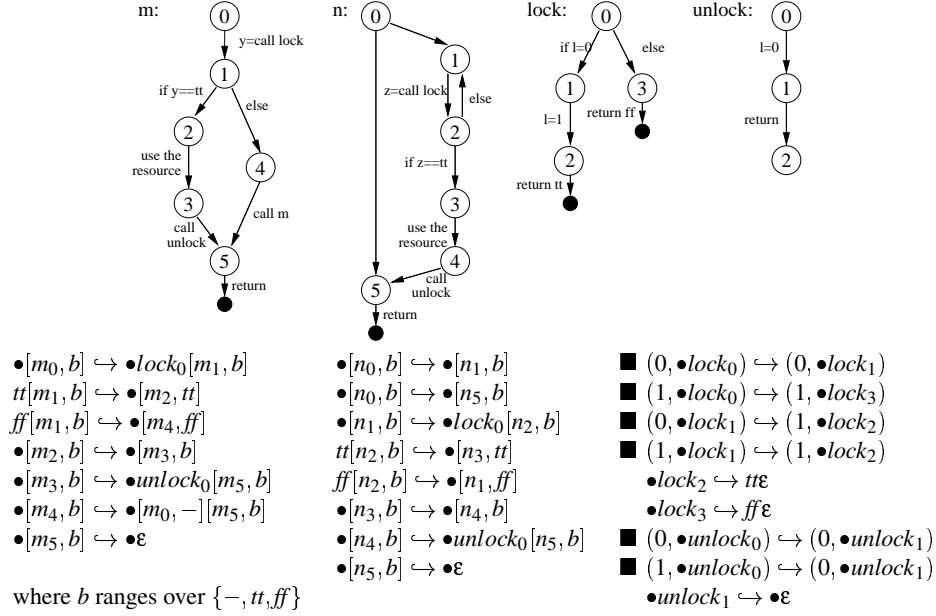 m:
0
y=call lock
1
if y==tt
else
2
use the
resource
4
3
call
unlock
call m
5
return
n:
0
1
z=call lock
else
2
if z==tt
3
use the
resource
4
call
unlock
5
return
lock:
0
if l=0
else
1
3
return ff
l=1
2
return tt
unlock:
0
l=0
1
return
2
•[m₀,b] ↪ •lock₀[m₁,b]
tt[m₁,b] ↪ •[m₂,tt]
ff[m₁,b] ↪ •[m₄,ff]
•[m₂,b] ↪ •[m₃,b]
•[m₃,b] ↪ •unlock₀[m₅,b]
•[m₄,b] ↪ •[m₀,−][m₅,b]
•[m₅,b] ↪ •ε
where b ranges over {−,tt,ff}
•[n₀,b] ↪ •[n₁,b]
•[n₀,b] ↪ •[n₅,b]
•[n₁,b] ↪ •lock₀[n₂,b]
tt[n₂,b] ↪ •[n₃,tt]
ff[n₂,b] ↪ •[n₁,ff]
•[n₃,b] ↪ •[n₄,b]
•[n₄,b] ↪ •unlock₀[n₅,b]
•[n₅,b] ↪ •ε
■ (0,•lock₀) ↪ (0,•lock₁)
■ (1,•lock₀) ↪ (1,•lock₃)
■ (0,•lock₁) ↪ (1,•lock₂)
■ (1,•lock₁) ↪ (1,•lock₂)
•lock₂ ↪ ttε
•lock₃ ↪ ffε
■ (0,•unlock₀) ↪ (0,•unlock₁)
■ (1,•unlock₀) ↪ (0,•unlock₁)
•unlock₁ ↪ •ε